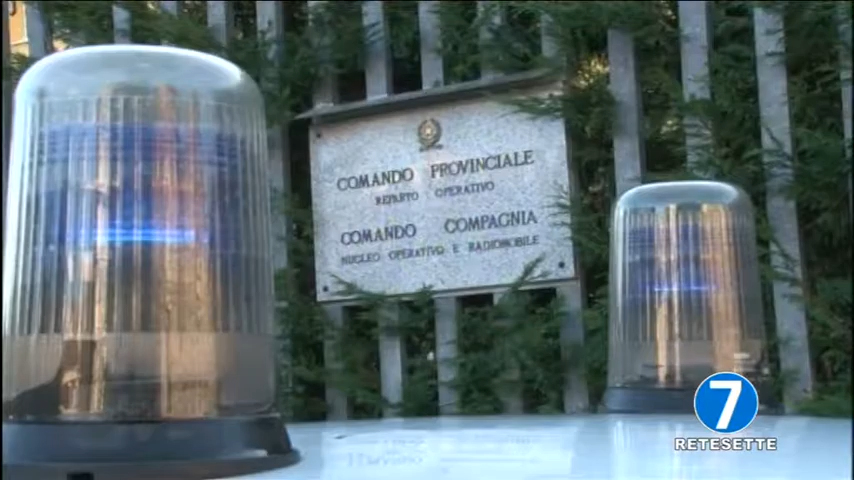 COMANDO PROVINCIALE
REPARTO OPERATIVO
COMANDO COMPAGNIA
NUCLEO OPERATIVO E RADIOMOBILE
7
RETESETTE